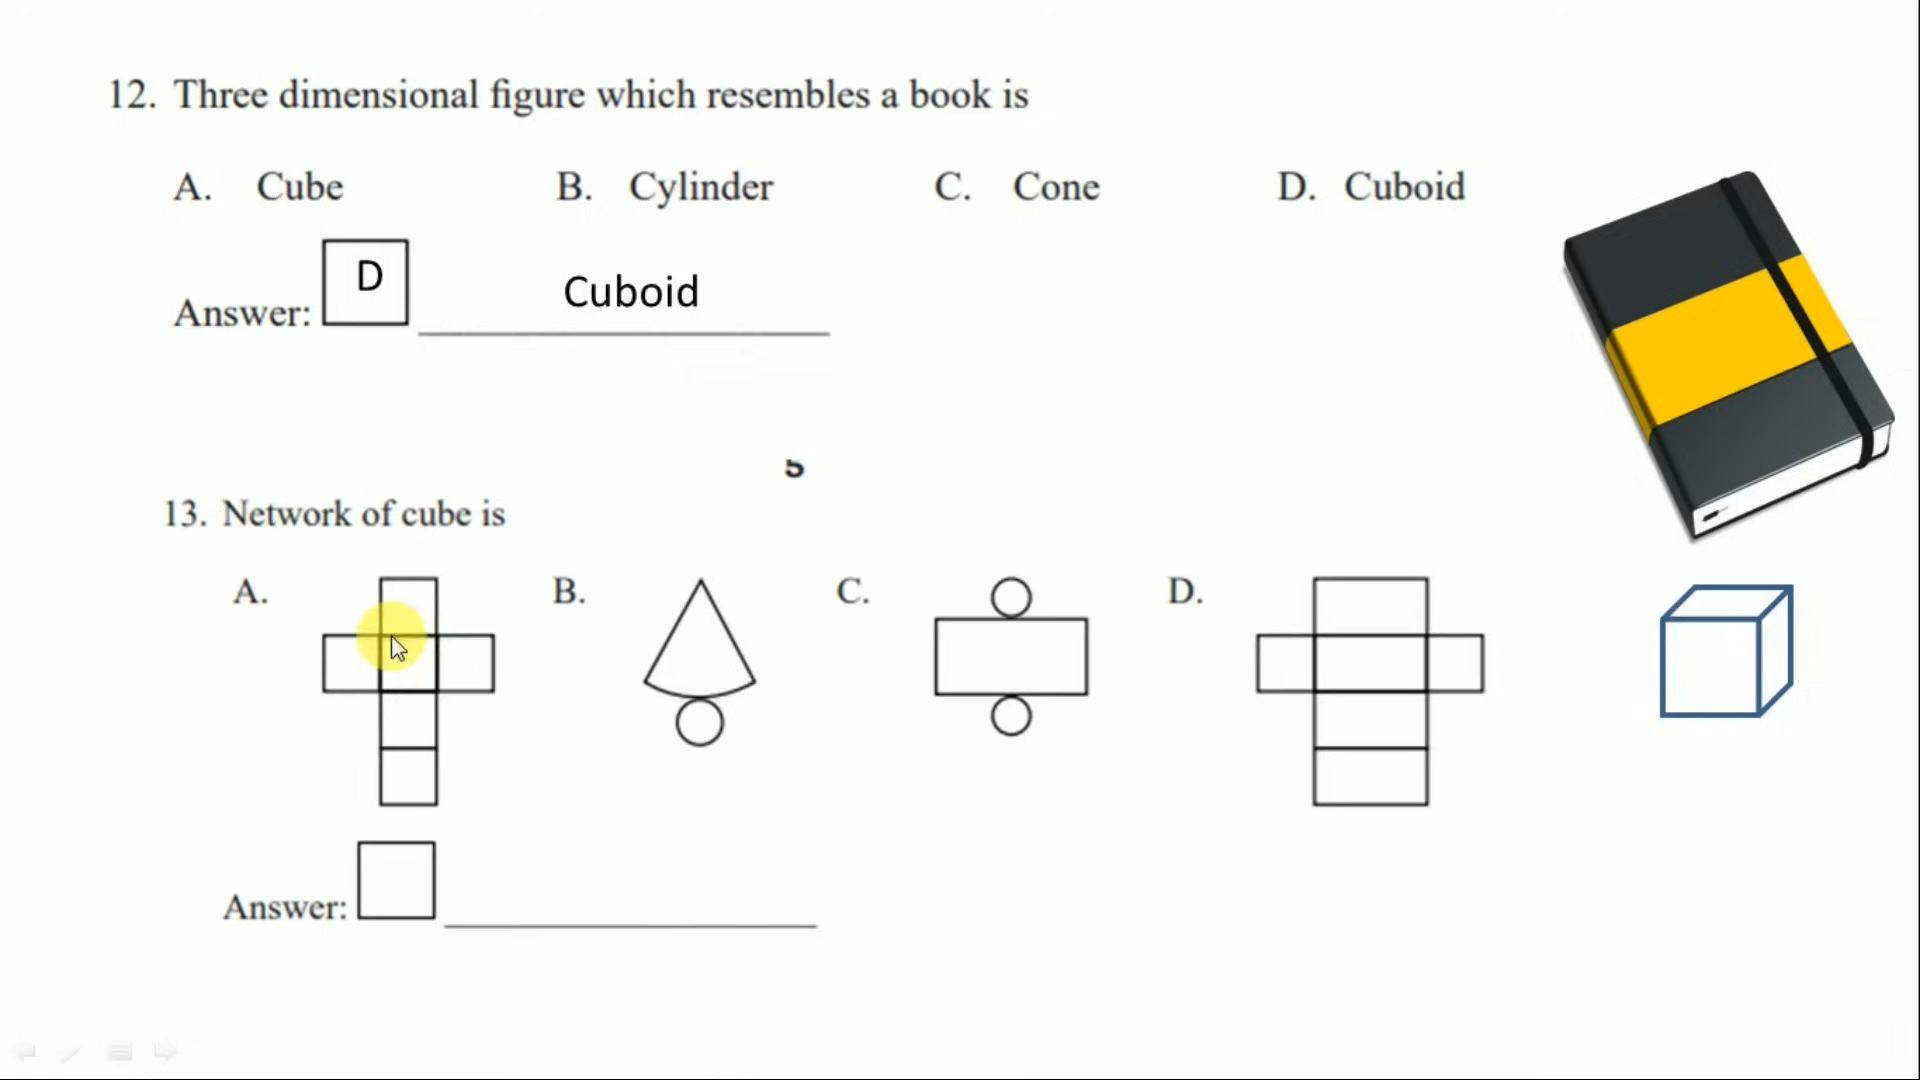 12. Three dimensional figure which resembles a book is
A. Cube B. Cylinder C. Cone D. Cuboid
Answer: D Cuboid
13. Network of cube is
A. B. C. D.
Answer: